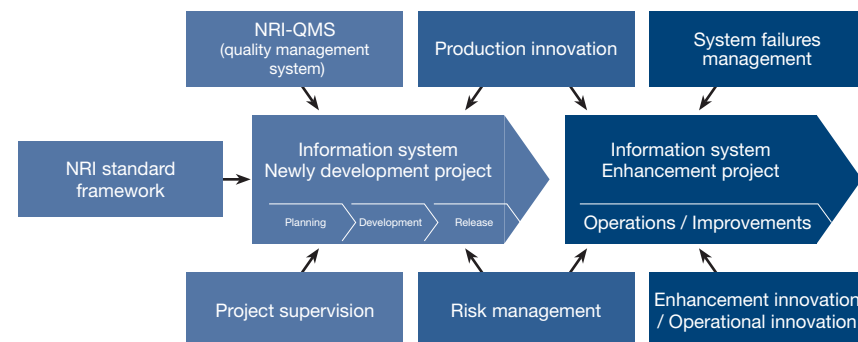 NRI-QMS
(quality management
system)
Production innovation
System failures
management
NRI standard
framework
Information system
Newly development project
Planning
Development
Release
Information system
Enhancement project
Operations / Improvements
Project supervision
Risk management
Enhancement innovation
/ Operational innovation